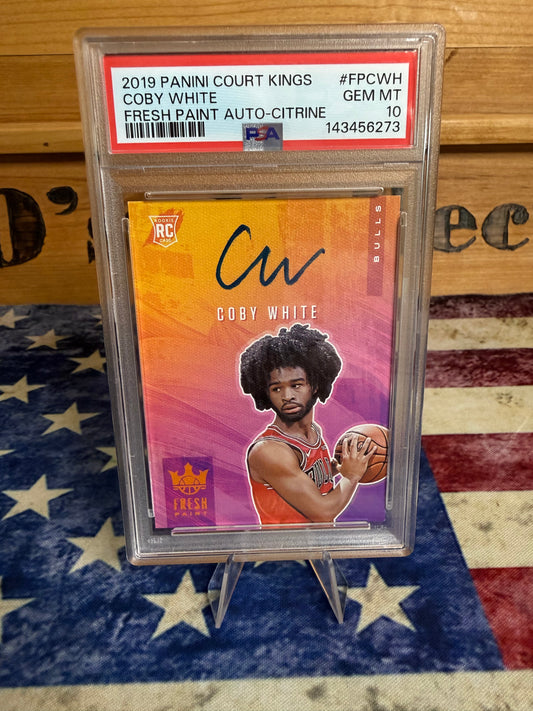 2019 PANINI COURT KINGS #FPCWH
COBY WHITE GEM MT
FRESH PAINT AUTO-CITRINE 10
PSA 143456273
ROOKIE
RC
CARD
BULLS
CW
COBY WHITE
FRESH
PAINT